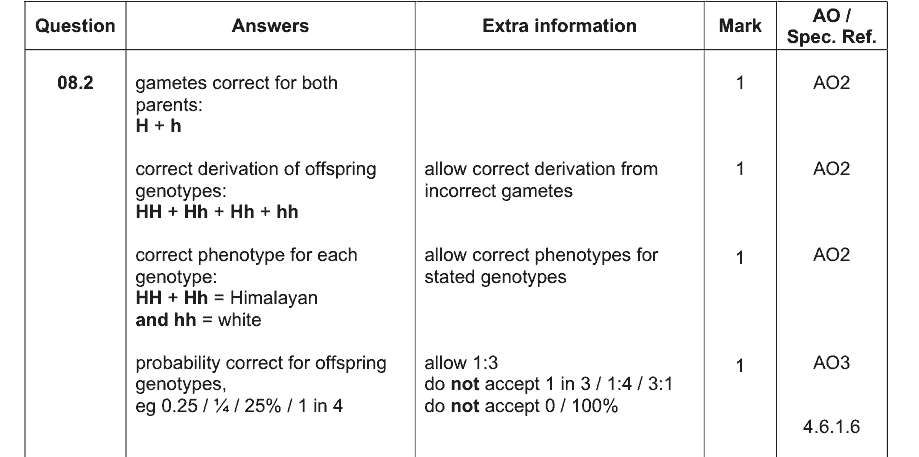 Question Answers Extra information Mark AO /
Spec. Ref.
08.2 gametes correct for both 1 AO2
parents:
H + h
correct derivation of offspring allow correct derivation from 1 AO2
genotypes: incorrect gametes
HH + Hh + Hh + hh
correct phenotype for each allow correct phenotypes for 1 AO2
genotype: stated genotypes
HH + Hh = Himalayan
and hh = white
probability correct for offspring allow 1:3 1 AO3
genotypes, do not accept 1 in 3 / 1:4 / 3:1
eg 0.25 / ¼ / 25% / 1 in 4 do not accept 0 / 100%
4.6.1.6